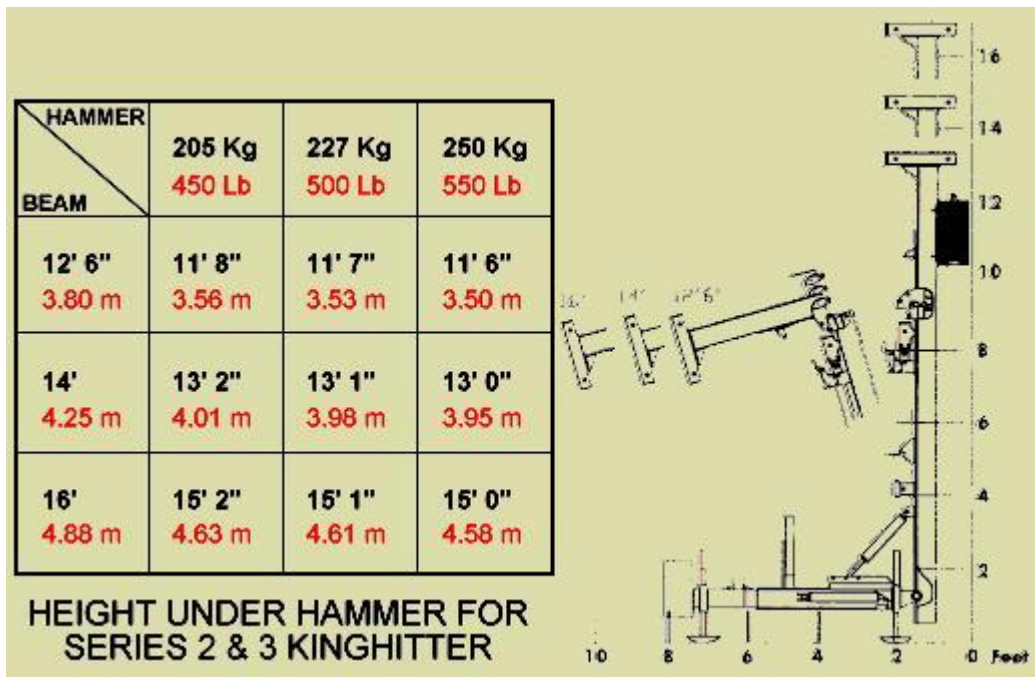 HAMMER
BEAM
205 Kg
450 Lb
227 Kg
500 Lb
250 Kg
550 Lb
12' 6"
3.80 m
11' 8"
3.56 m
11' 7"
3.53 m
11' 6"
3.50 m
14'
4.25 m
13' 2"
4.01 m
13' 1"
3.98 m
13' 0"
3.95 m
16'
4.88 m
15' 2"
4.63 m
15' 1"
4.61 m
15' 0"
4.58 m
HEIGHT UNDER HAMMER FOR
SERIES 2 & 3 KINGHITTER
16
14
12
10
8
6
4
2
16' 14' 12' 6"
10 8 6 4 2 0 Feet